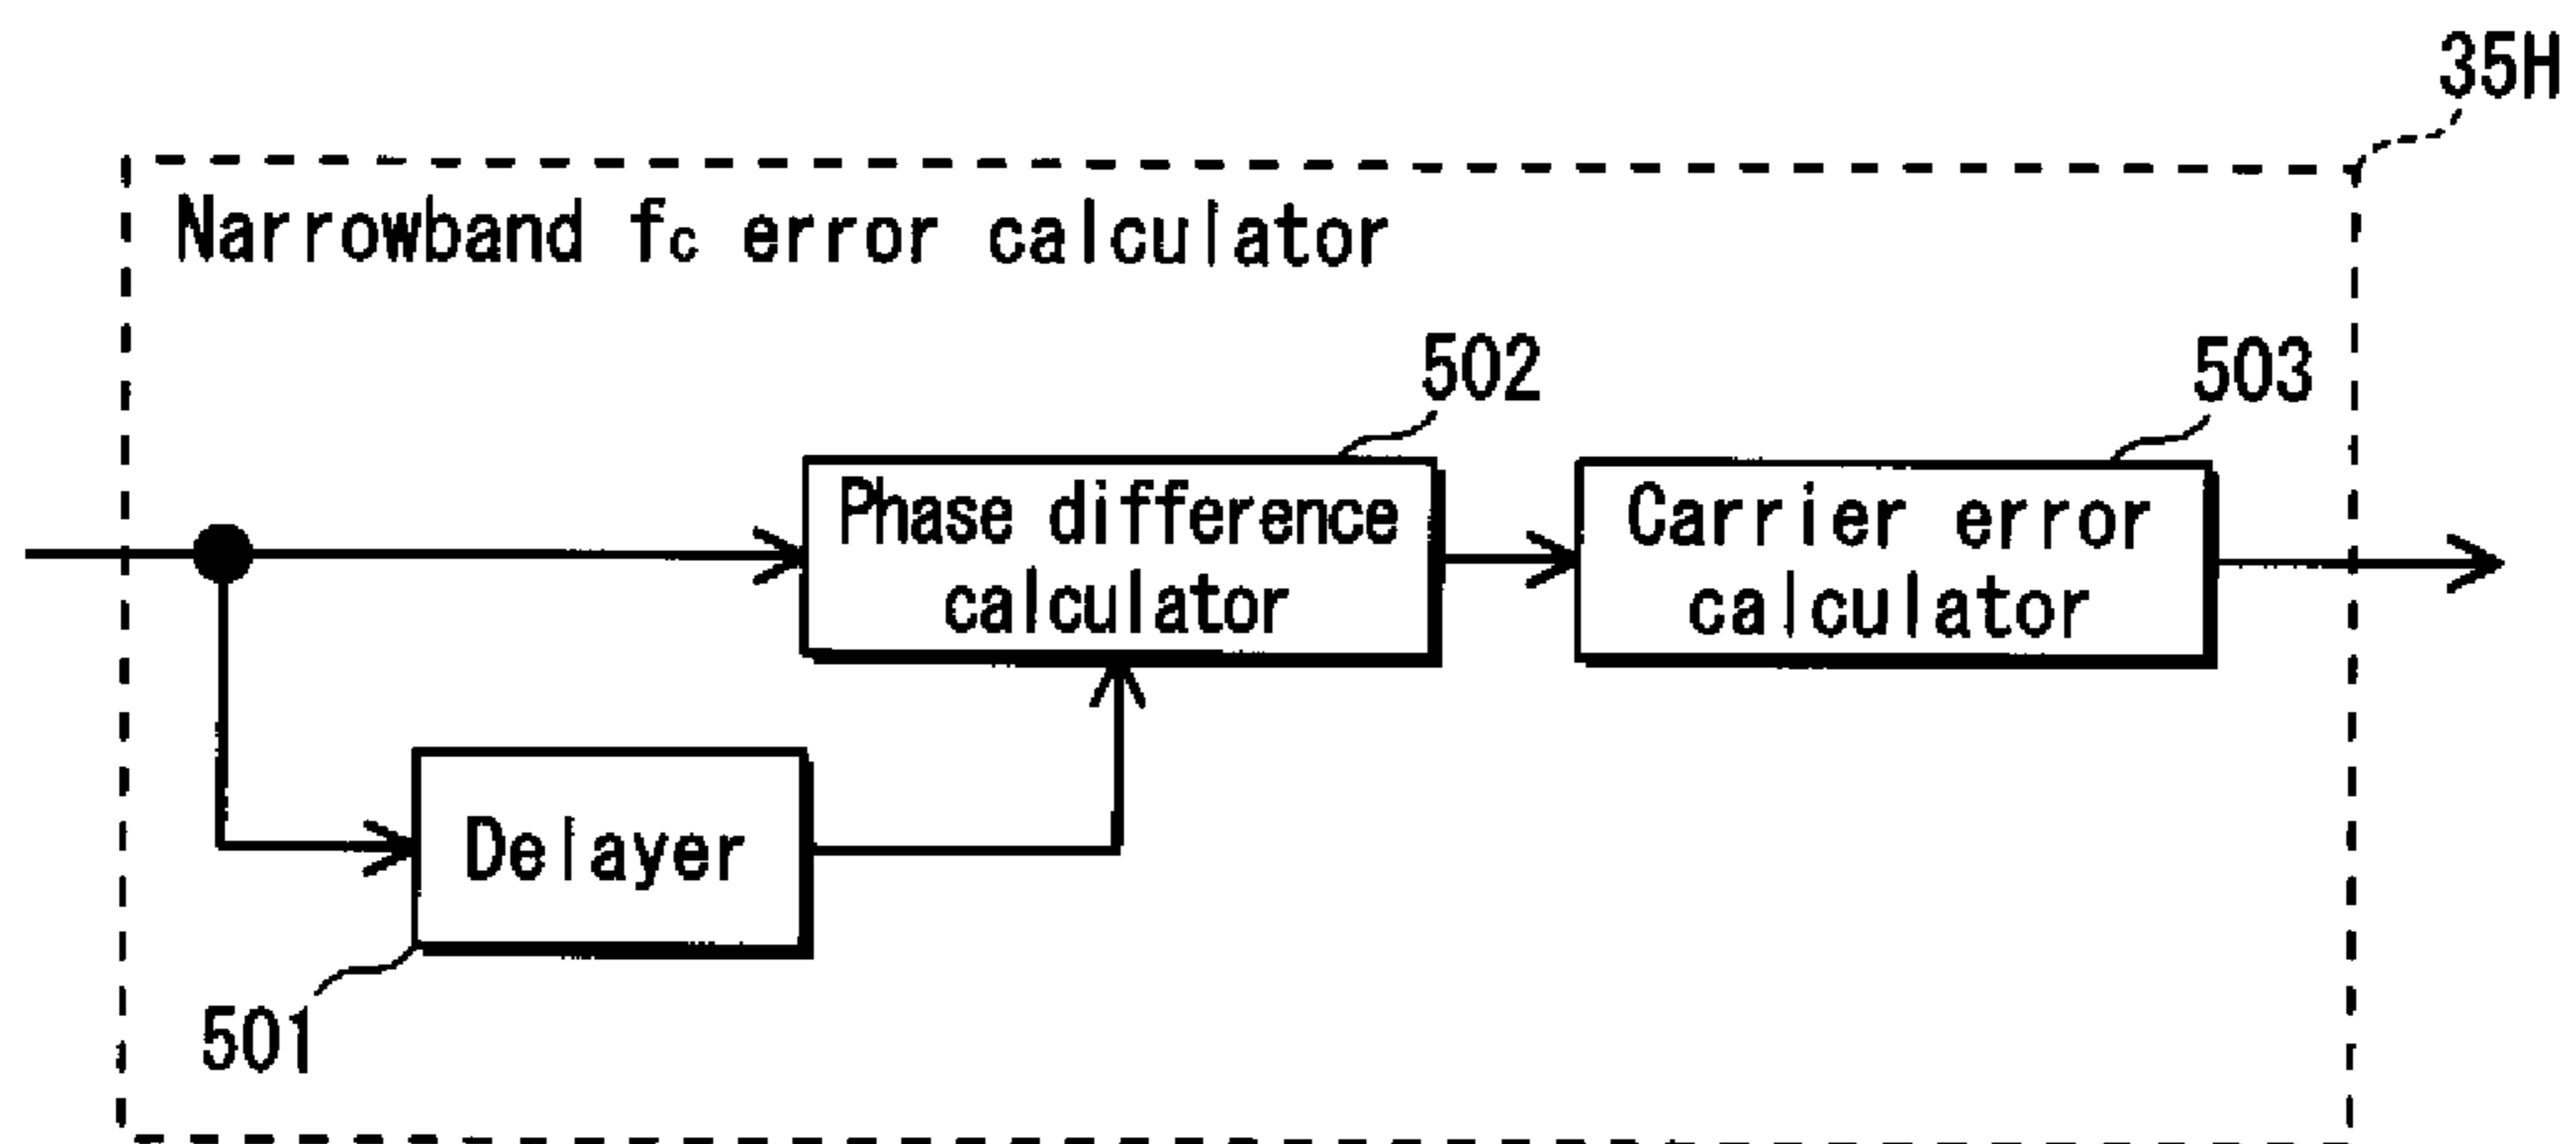 35H
Narrowband fc error calculator
502
503
Phase difference
calculator
Carrier error
calculator
Delayer
501